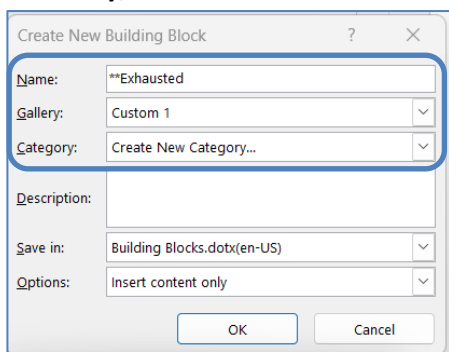 Create New Building Block ? ×
Name: **Exhausted
Gallery: Custom 1
Category: Create New Category...
Description:
Save in: Building Blocks.dotx(en-US)
Options: Insert content only
OK Cancel